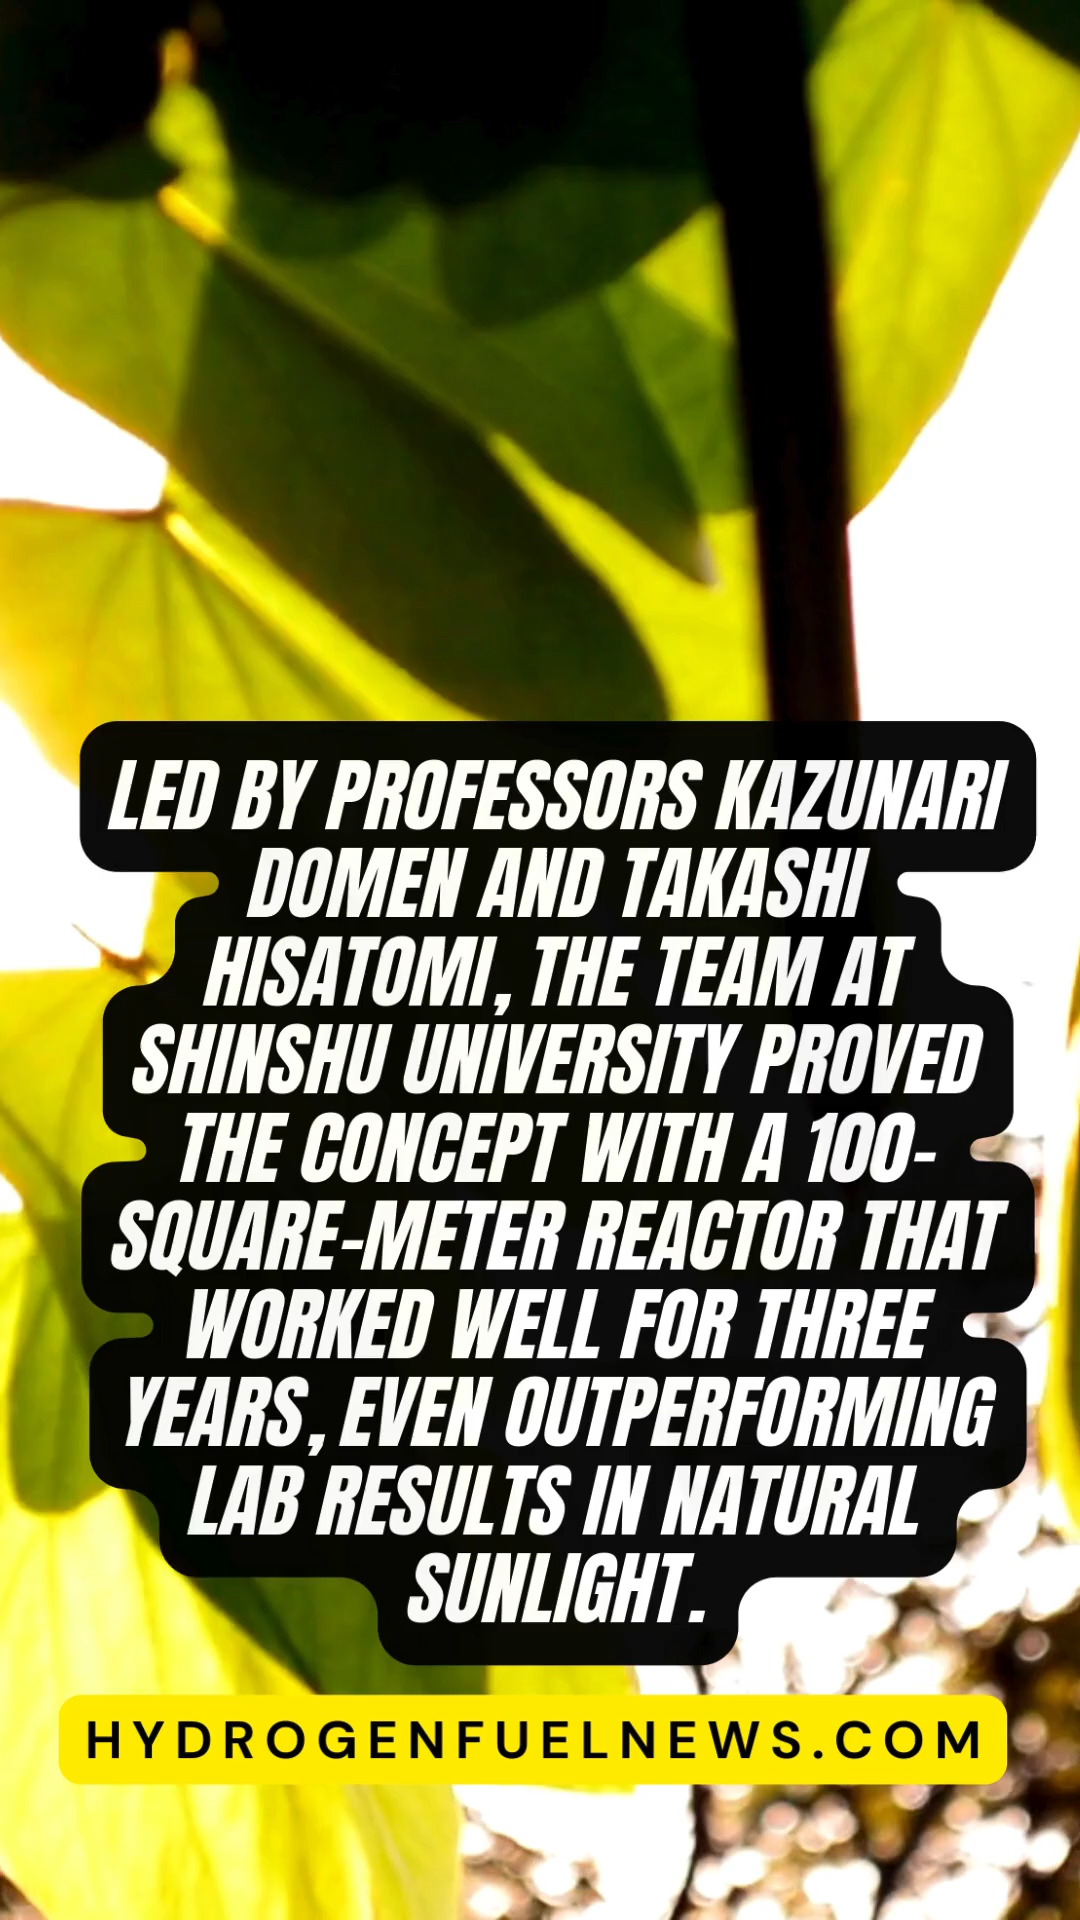 LED BY PROFESSORS KAZUNARI
DOMEN AND TAKASHI
HISATOMI, THE TEAM AT
SHINSHU UNIVERSITY PROVED
THE CONCEPT WITH A 100-
SQUARE-METER REACTOR THAT
WORKED WELL FOR THREE
YEARS, EVEN OUTPERFORMING
LAB RESULTS IN NATURAL
SUNLIGHT.
HYDROGENFUELNEWS.COM